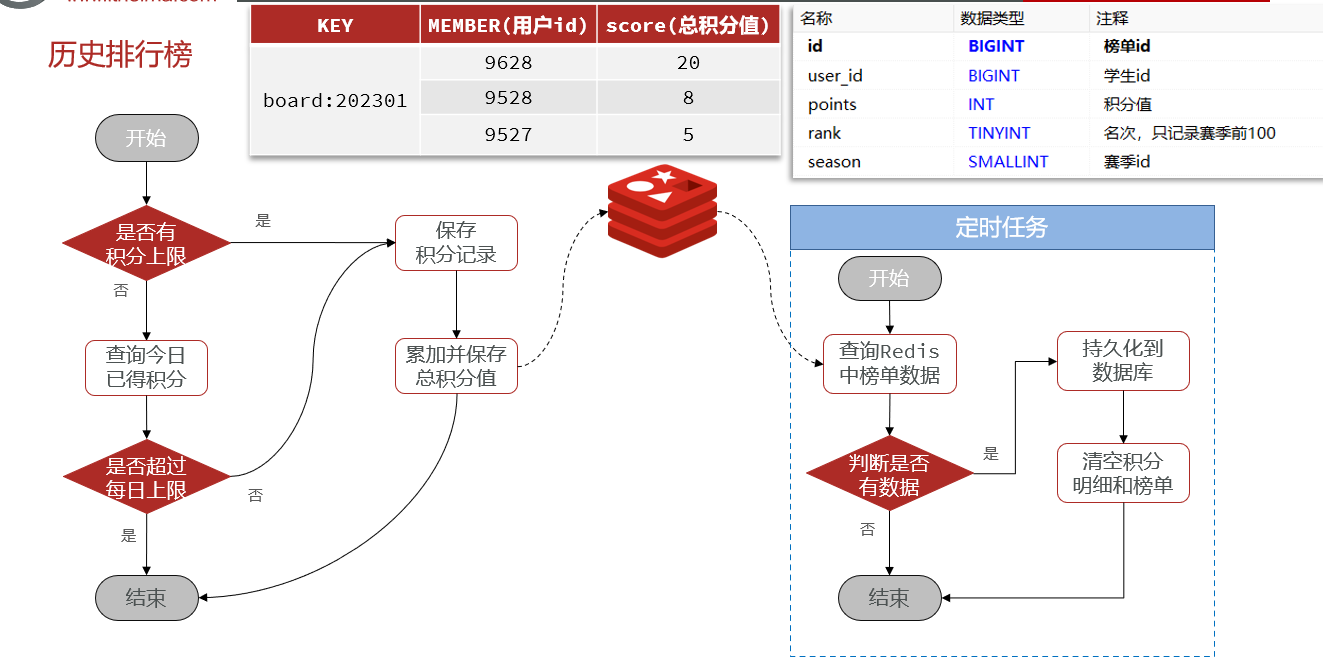 历史排行榜
KEY MEMBER(用户id) score(总积分值)
board:202301
9628 20
9528 8
9527 5
名称 数据类型 注释
id BIGINT 榜单id
user_id BIGINT 学生id
points INT 积分值
rank TINYINT 名次，只记录赛季前100
season SMALLINT 赛季id
开始
是否有
积分上限
是
否
查询今日
已得积分
是否超过
每日上限
否
是
结束
保存
积分记录
累加并保存
总积分值
定时任务
开始
查询Redis
中榜单数据
判断是否
有数据
是
否
持久化到
数据库
清空积分
明细和榜单
结束